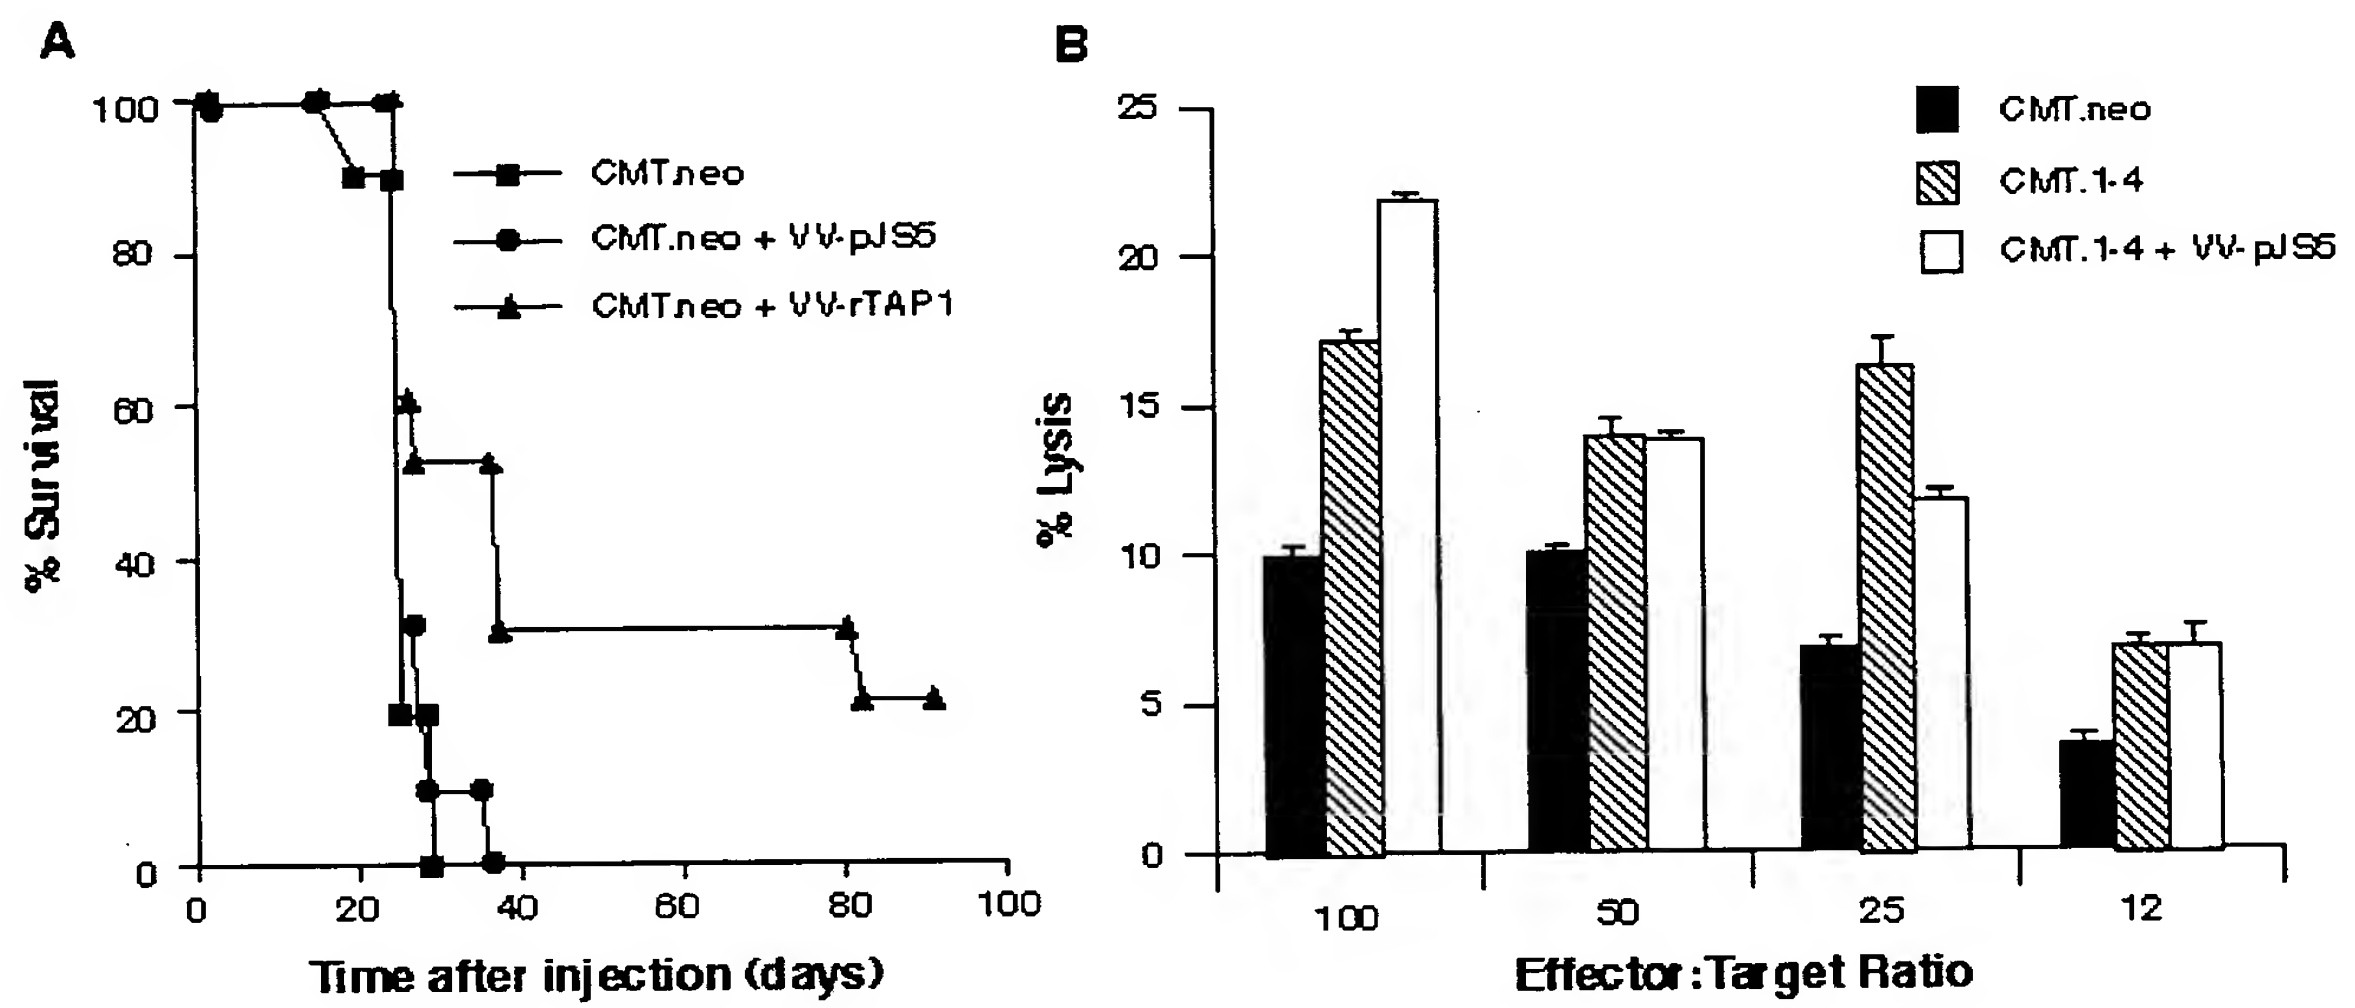 A
100
80
60
40
20
0
% Survival
CMT.neo
CMT.neo + VV-pJS5
CMT.neo + VV-rTAP1
0 20 40 60 80 100
Time after injection (days)
B
25
20
15
10
5
0
% Lysis
CMT.neo
CMT.1-4
CMT.1-4 + VV-pJS5
100 50 25 12
Effector:Target Ratio